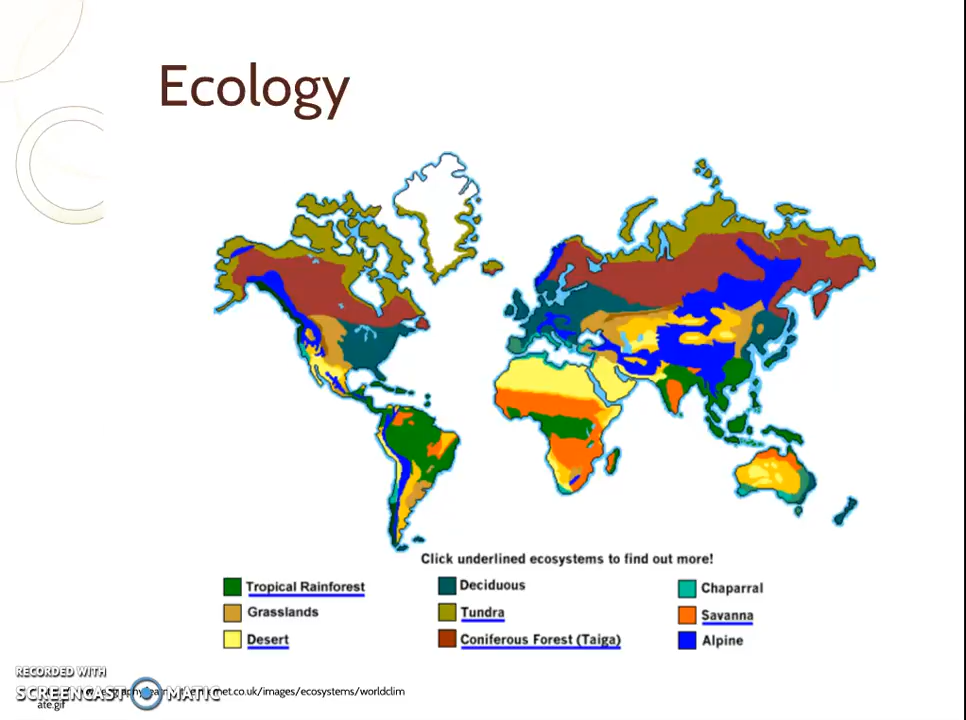 Ecology
Click underlined ecosystems to find out more!
Tropical Rainforest
Grasslands
Desert
Deciduous
Tundra
Coniferous Forest (Taiga)
Chaparral
Savanna
Alpine
RECORDED WITH
SCREENCAST MATIC
met.co.uk/images/ecosystems/worldclim
ate.gif